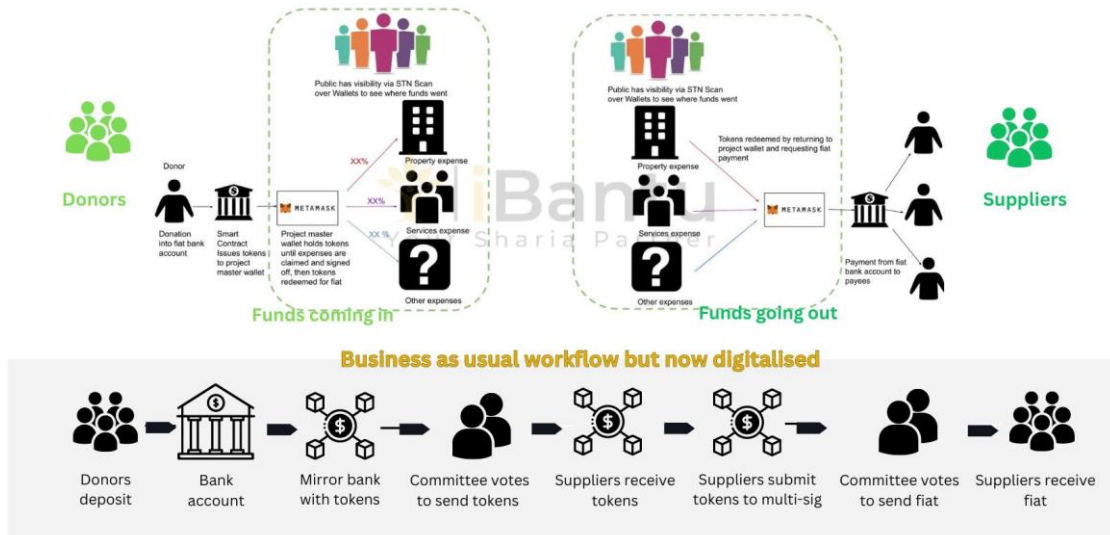 Public has visibility via STN Scan
over Wallets to see where funds went
Donors
Donor
Donation
into fiat bank
account
Smart
Contract
Issues tokens
to project
master wallet
METAMASK
Project master
wallet holds tokens
until expenses are
claimed and signed
off, then tokens
redeemed for fiat
XX%
XX%
XX %
Property expense
Services expense
Other expenses
Funds coming in
iBantu
Your Sharia Partner
Public has visibility via STN Scan
over Wallets to see where funds went
Property expense
Services expense
Other expenses
Tokens redeemed by returning to
project wallet and requesting fiat
payment
METAMASK
Payment from fiat
bank account to
payees
Suppliers
Funds going out
Business as usual workflow but now digitalised
Donors
deposit
Bank
account
Mirror bank
with tokens
Committee votes
to send tokens
Suppliers receive
tokens
Suppliers submit
tokens to multi-sig
Committee votes
to send fiat
Suppliers receive
fiat